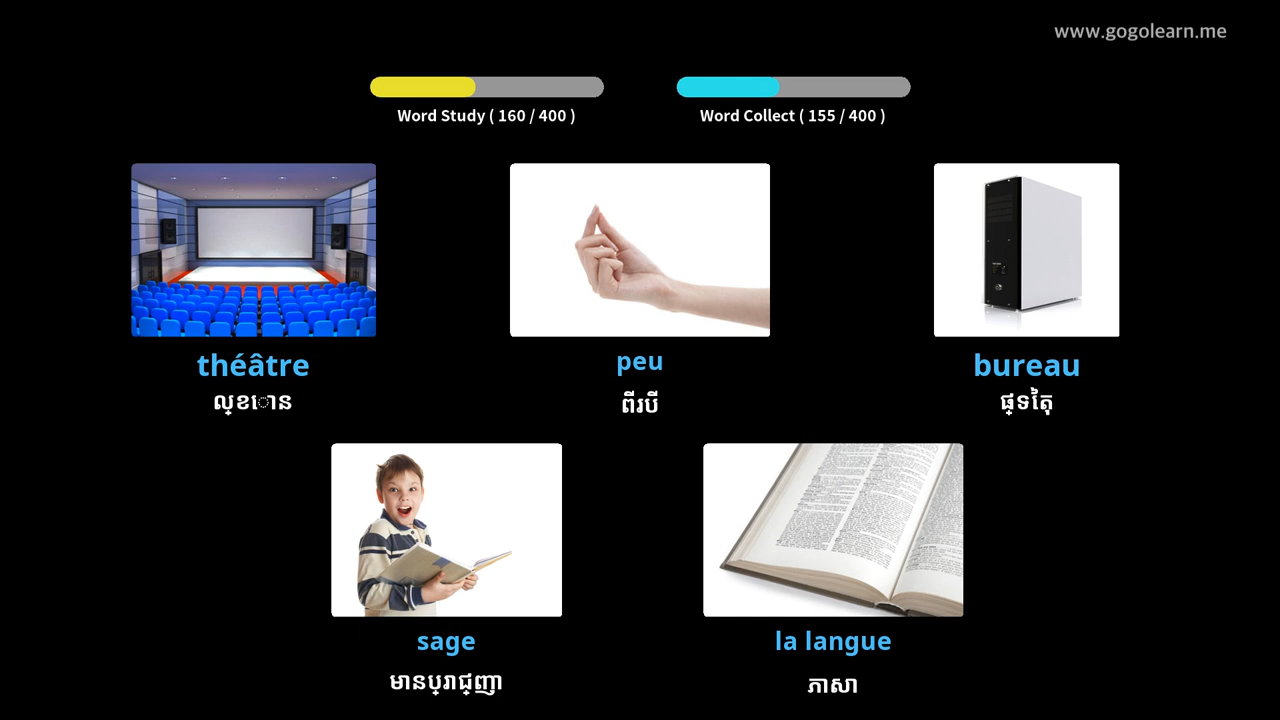 www.gogolearn.me
Word Study ( 160 / 400 )
Word Collect ( 155 / 400 )
théâtre
ល្ខោន
peu
ពីរបី
bureau
ផ្ទៃតុ
sage
មានប្រាជ្ញា
la langue
ភាសា